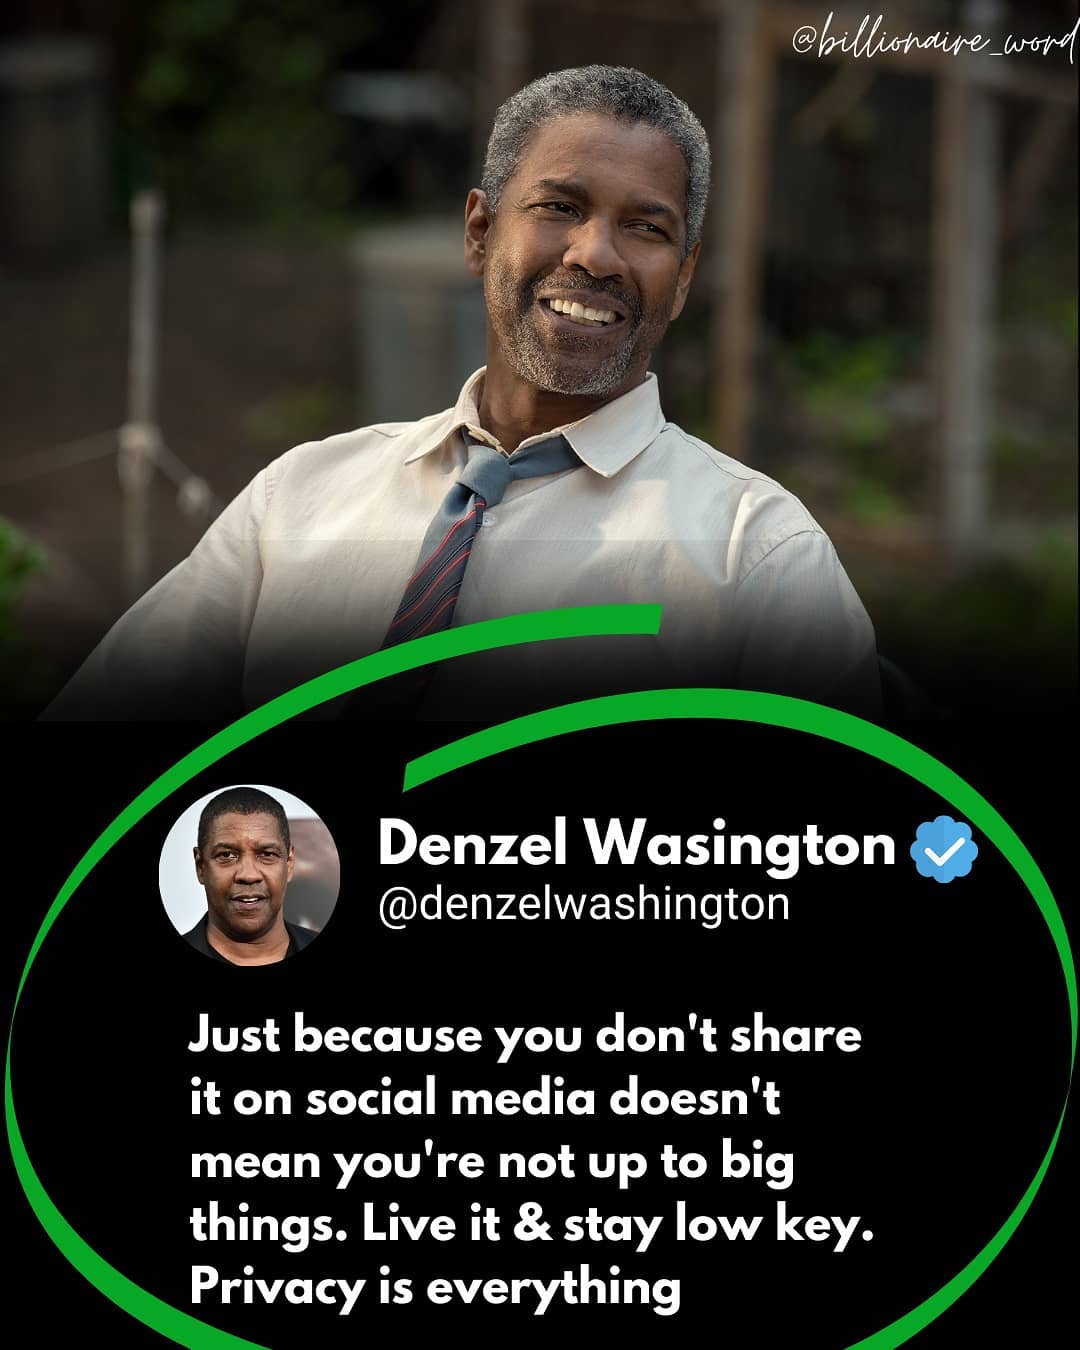 @billionaire_word
Denzel Wasington
@denzelwashington
Just because you don't share
it on social media doesn't
mean you're not up to big
things. Live it & stay low key.
Privacy is everything